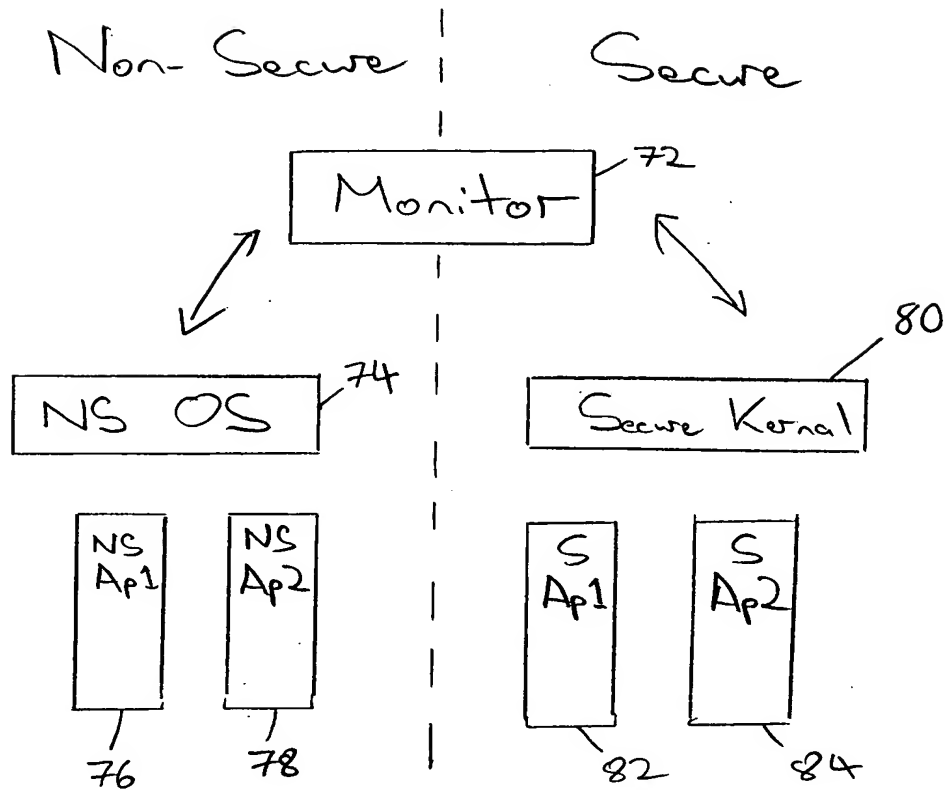 Non-Secure
Secure
Monitor
72
NS OS
74
Secure Kernal
80
NS
Ap1
NS
Ap2
S
Ap1
S
Ap2
76
78
82
84